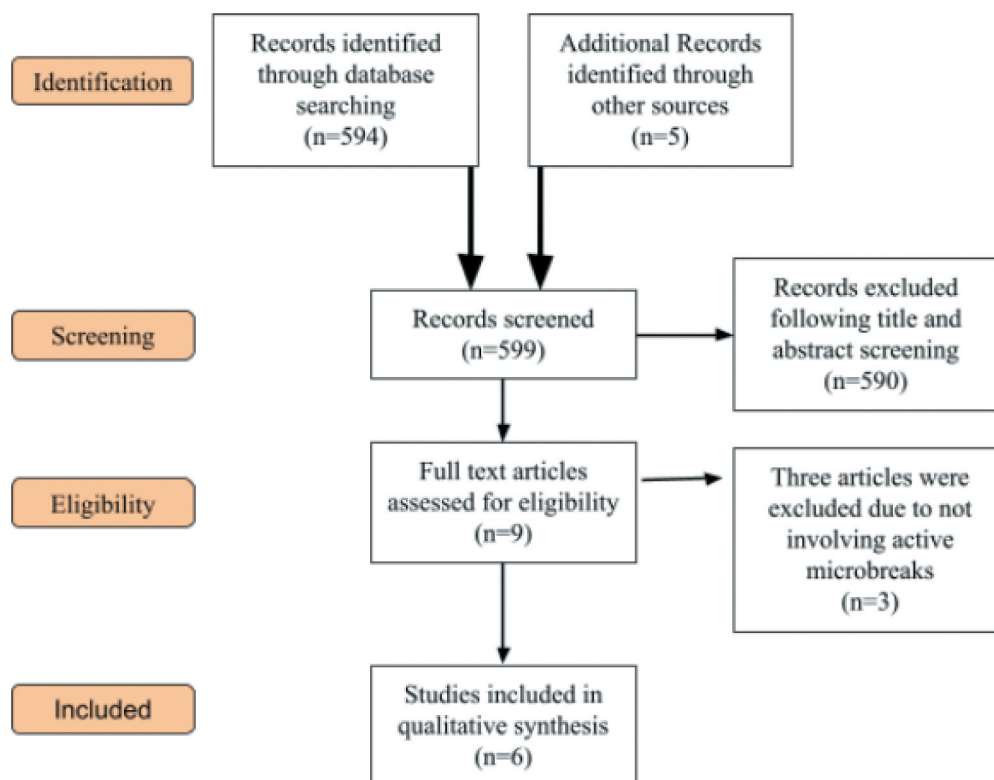 Identification
Records identified
through database
searching
(n=594)
Additional Records
identified through
other sources
(n=5)
Screening
Records screened
(n=599)
Records excluded
following title and
abstract screening
(n=590)
Eligibility
Full text articles
assessed for eligibility
(n=9)
Three articles were
excluded due to not
involving active
microbreaks
(n=3)
Included
Studies included in
qualitative synthesis
(n=6)